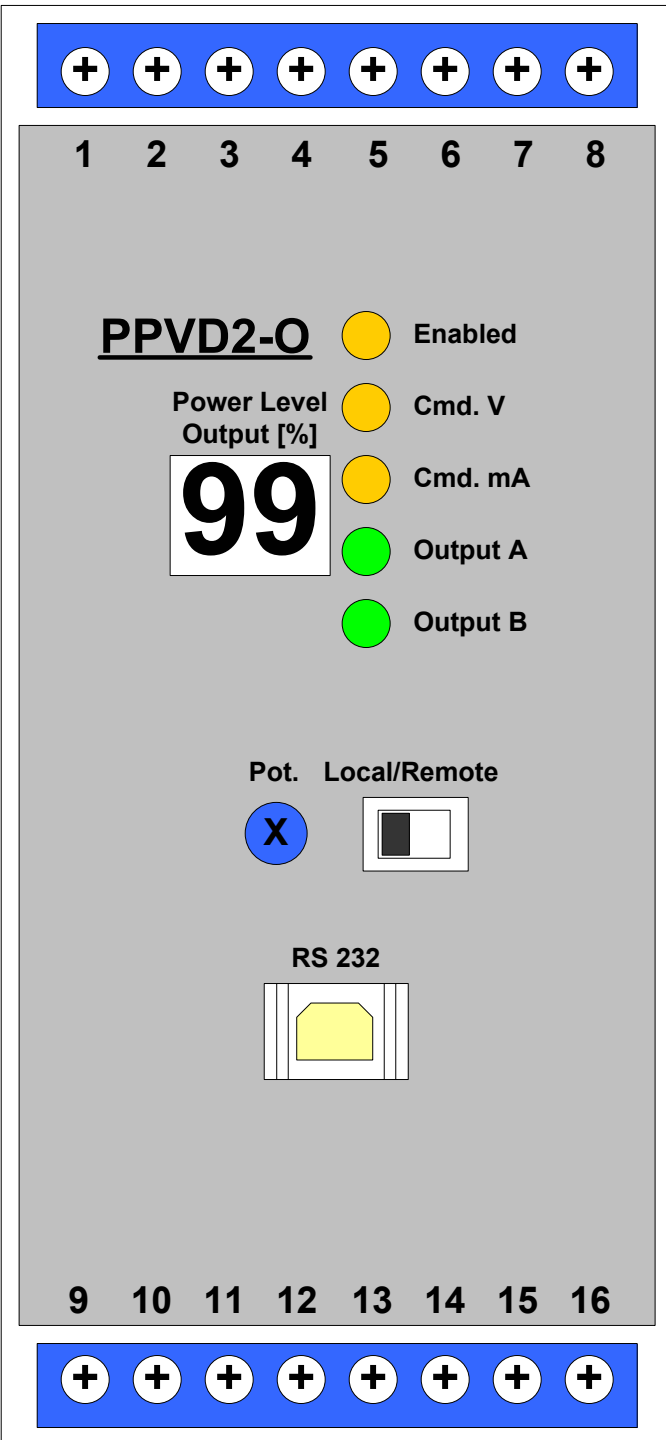 + + + + + + + +
1 2 3 4 5 6 7 8
PPVD2-O
Enabled
Power Level
Output [%]
Cmd. V
99
Cmd. mA
Output A
Output B
Pot. Local/Remote
X
RS 232
9 10 11 12 13 14 15 16
+ + + + + + + +